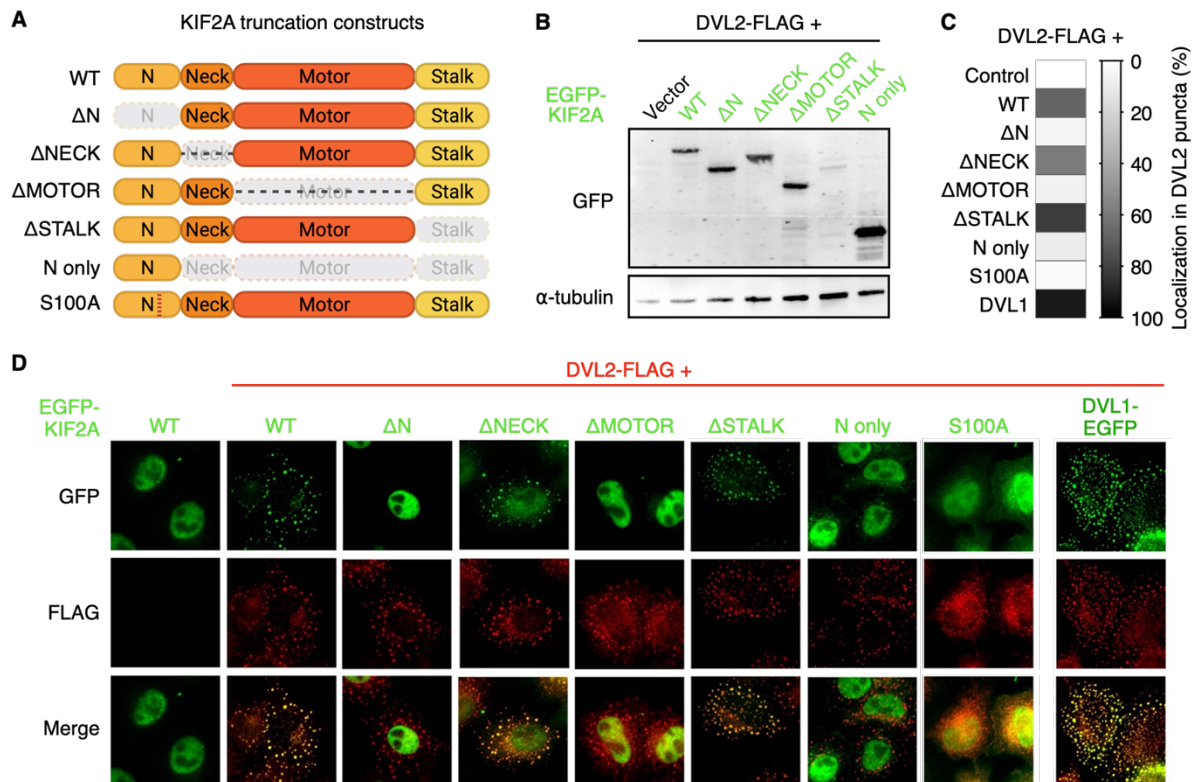 A
KIF2A truncation constructs
WT N Neck Motor Stalk
ΔN N Neck Motor Stalk
ΔNECK N Neck Motor Stalk
ΔMOTOR N Neck Motor Stalk
ΔSTALK N Neck Motor Stalk
N only N Neck Motor Stalk
S100A N Neck Motor Stalk
B
DVL2-FLAG +
EGFP-
KIF2A
Vector
WT
ΔN
ΔNECK
ΔMOTOR
ΔSTALK
N only
GFP
α-tubulin
C
DVL2-FLAG +
Control
WT
ΔN
ΔNECK
ΔMOTOR
ΔSTALK
N only
S100A
DVL1
0
20
40
60
80
100
Localization in DVL2 puncta (%)
D
DVL2-FLAG +
EGFP-
KIF2A
WT WT ΔN ΔNECK ΔMOTOR ΔSTALK N only S100A
DVL1-
EGFP
GFP
FLAG
Merge